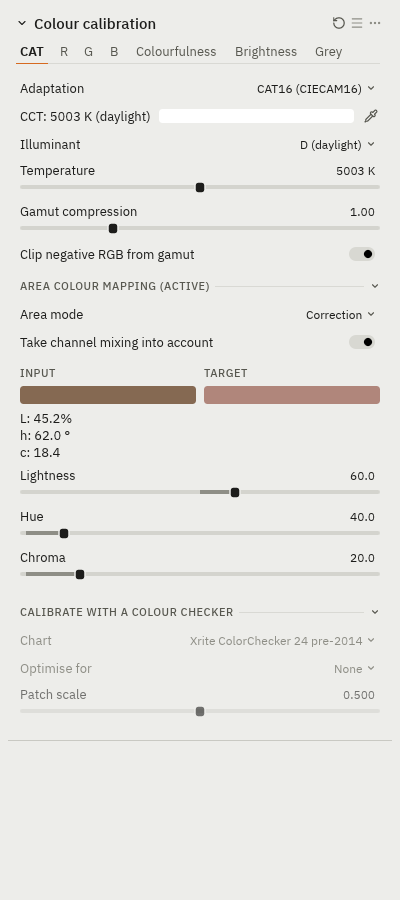 Colour calibration
CAT R G B Colourfulness Brightness Grey
Adaptation CAT16 (CIECAM16)
CCT: 5003 K (daylight)
Illuminant D (daylight)
Temperature 5003 K
Gamut compression 1.00
Clip negative RGB from gamut
AREA COLOUR MAPPING (ACTIVE)
Area mode Correction
Take channel mixing into account
INPUT TARGET
L: 45.2%
h: 62.0 °
c: 18.4
Lightness 60.0
Hue 40.0
Chroma 20.0
CALIBRATE WITH A COLOUR CHECKER
Chart Xrite ColorChecker 24 pre-2014
Optimise for None
Patch scale 0.500